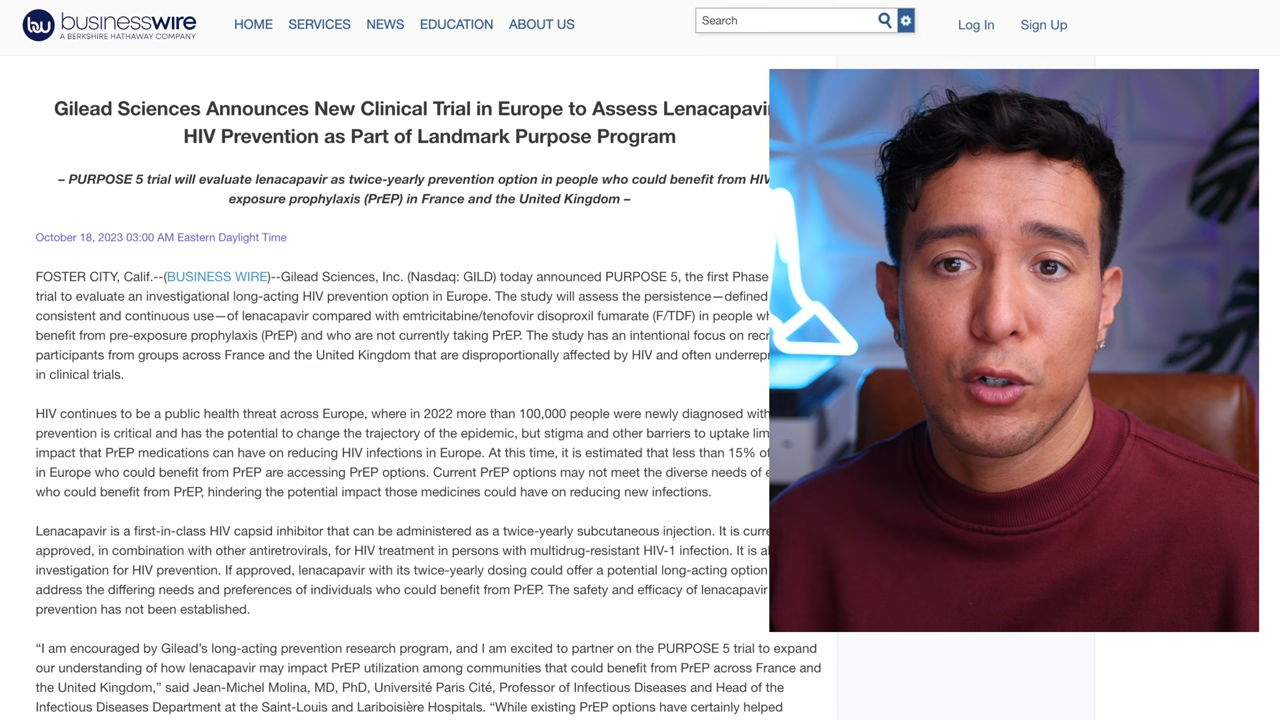 businesswire
A BERKSHIRE HATHAWAY COMPANY
HOME SERVICES NEWS EDUCATION ABOUT US
Search
Log In Sign Up
Gilead Sciences Announces New Clinical Trial in Europe to Assess
HIV Prevention as Part of Landmark Purpose Program
– PURPOSE 5 trial will evaluate lenacapavir as twice-yearly prevention option in people who could benefit from HIV
exposure prophylaxis (PrEP) in France and the United Kingdom –
October 18, 2023 03:00 AM Eastern Daylight Time
FOSTER CITY, Calif.--(BUSINESS WIRE)--Gilead Sciences, Inc. (Nasdaq: GILD) today announced PURPOSE 5, the first Phase
trial to evaluate an investigational long-acting HIV prevention option in Europe. The study will assess the persistence—defined
consistent and continuous use—of lenacapavir compared with emtricitabine/tenofovir disoproxil fumarate (F/TDF) in people
benefit from pre-exposure prophylaxis (PrEP) and who are not currently taking PrEP. The study has an intentional focus on
participants from groups across France and the United Kingdom that are disproportionally affected by HIV and often
in clinical trials.
HIV continues to be a public health threat across Europe, where in 2022 more than 100,000 people were newly diagnosed with
prevention is critical and has the potential to change the trajectory of the epidemic, but stigma and other barriers to uptake
impact that PrEP medications can have on reducing HIV infections in Europe. At this time, it is estimated that less than 15% of
in Europe who could benefit from PrEP are accessing PrEP options. Current PrEP options may not meet the diverse needs of
who could benefit from PrEP, hindering the potential impact those medicines could have on reducing new infections.
Lenacapavir is a first-in-class HIV capsid inhibitor that can be administered as a twice-yearly subcutaneous injection. It is
approved, in combination with other antiretrovirals, for HIV treatment in persons with multidrug-resistant HIV-1 infection. It is
investigation for HIV prevention. If approved, lenacapavir with its twice-yearly dosing could offer a potential long-acting option
address the differing needs and preferences of individuals who could benefit from PrEP. The safety and efficacy of lenacapavir
prevention has not been established.
“I am encouraged by Gilead’s long-acting prevention research program, and I am excited to partner on the PURPOSE 5 trial to expand
our understanding of how lenacapavir may impact PrEP utilization among communities that could benefit from PrEP across France and
the United Kingdom,” said Jean-Michel Molina, MD, PhD, Université Paris Cité, Professor of Infectious Diseases and Head of the
Infectious Diseases Department at the Saint-Louis and Lariboisière Hospitals. “While existing PrEP options have certainly helped